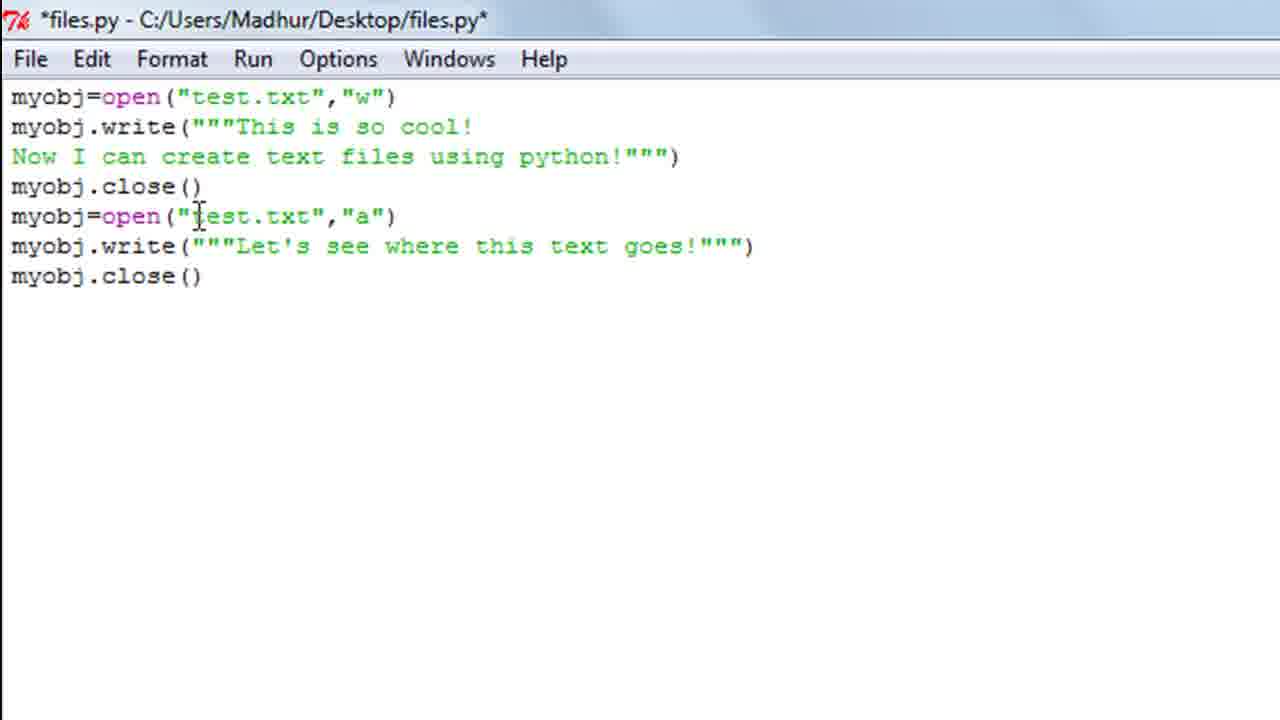 *files.py - C:/Users/Madhur/Desktop/files.py*
File Edit Format Run Options Windows Help
myobj=open("test.txt","w")
myobj.write("""This is so cool!
Now I can create text files using python!""")
myobj.close()
myobj=open("test.txt","a")
myobj.write("""Let's see where this text goes!""")
myobj.close()